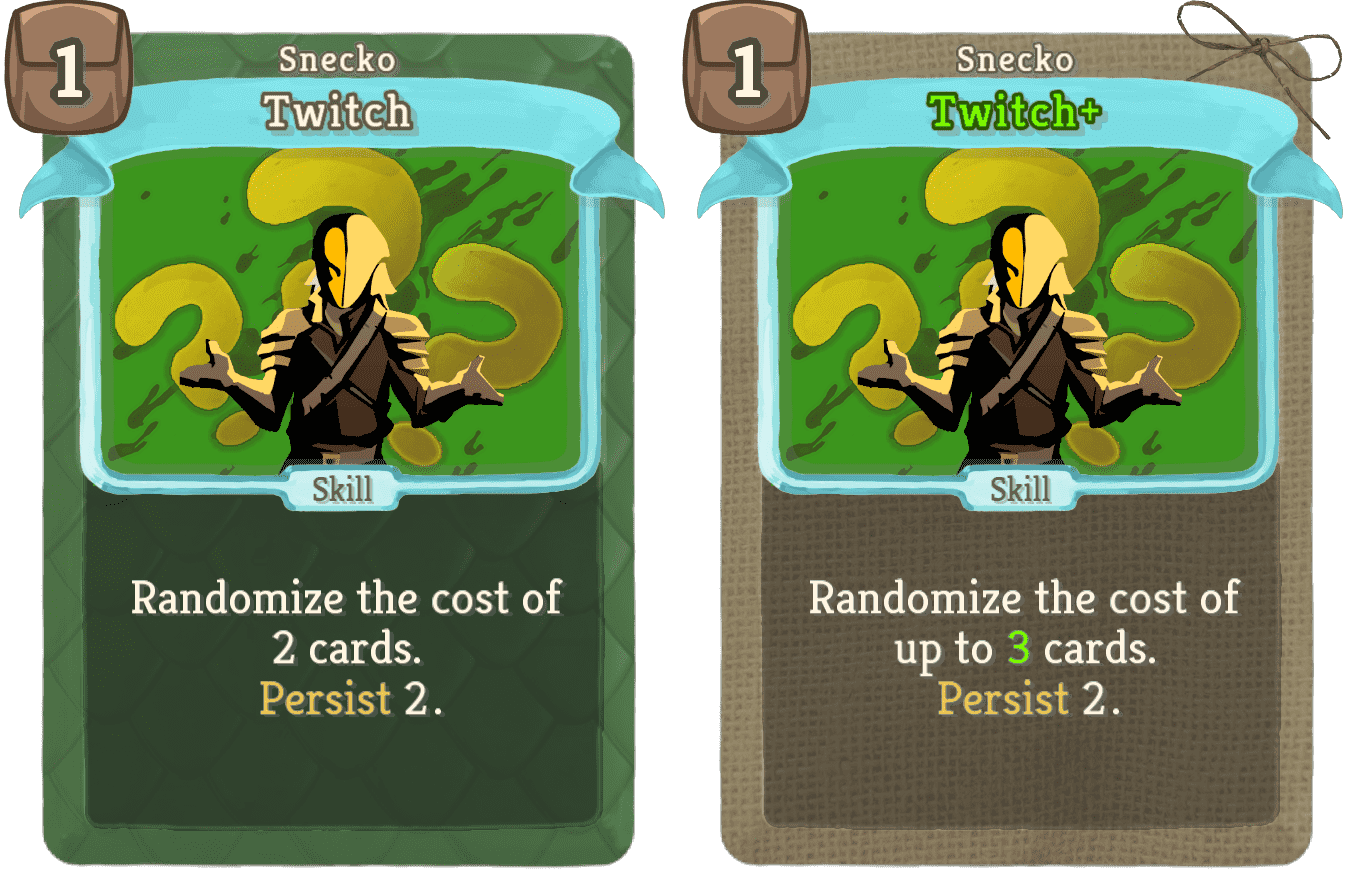 1
Snecko
Twitch
Skill
Randomize the cost of
2 cards.
Persist 2.
1
Snecko
Twitch+
Skill
Randomize the cost of
up to 3 cards.
Persist 2.